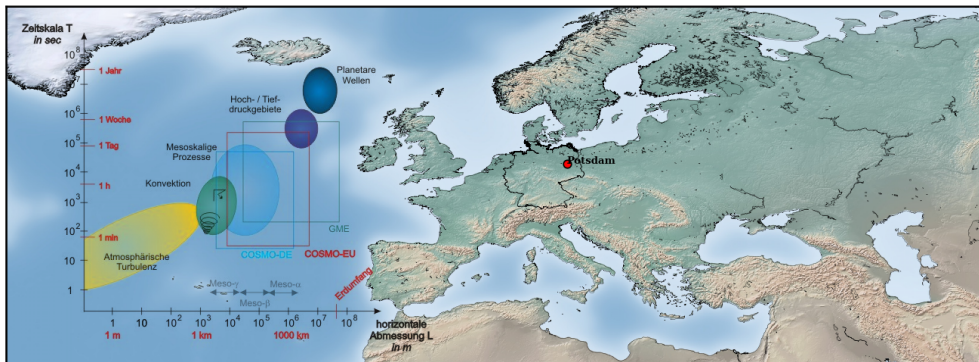 Zeitskala T
in sec
10⁸
1 Jahr
Planetare
Wellen
10⁷
Hoch- / Tief-
druckgebiete
10⁶
1 Woche
10⁵
1 Tag
Mesoskalige
Prozesse
10⁴
1 h
Konvektion
10³
GME
10²
1 min
COSMO-DE
COSMO-EU
Atmosphärische
Turbulenz
10
1
Erdumfang
Meso-γ
Meso-α
Meso-β
1
10
10²
10³
10⁴
10⁵
10⁶
10⁷
10⁸
horizontale
Abmessung L
in m
1 m
1 km
1000 km
Potsdam